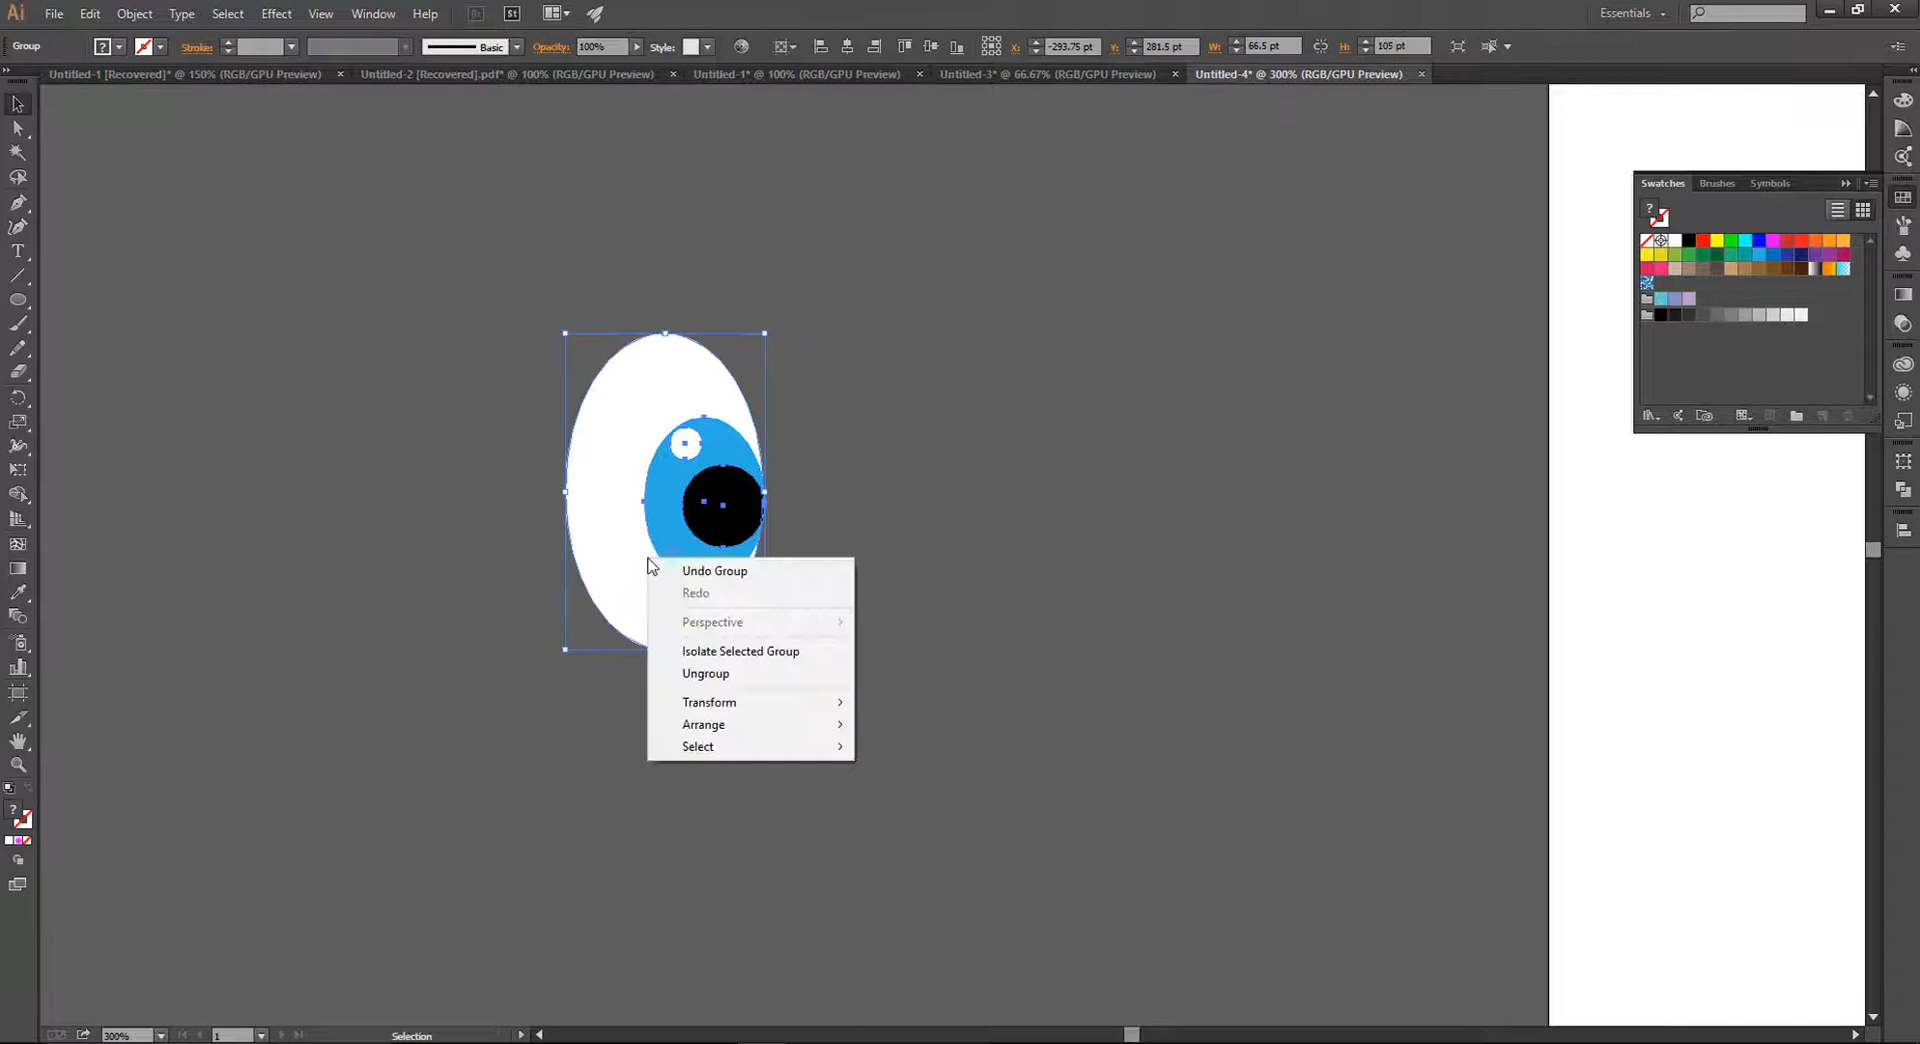 Ai File Edit Object Type Select Effect View Window Help Br St Essentials
Group Stroke: Basic Opacity: 100% Style: X: -293.75 pt Y: 281.5 pt W: 66.5 pt H: 105 pt
Untitled-1 [Recovered]* @ 150% (RGB/GPU Preview) × Untitled-2 [Recovered].pdf* @ 100% (RGB/GPU Preview) × Untitled-1* @ 100% (RGB/GPU Preview) × Untitled-3* @ 66.67% (RGB/GPU Preview) × Untitled-4* @ 300% (RGB/GPU Preview) ×
Swatches Brushes Symbols
Undo Group
Redo
Perspective
Isolate Selected Group
Ungroup
Transform
Arrange
Select
300% 1 Selection